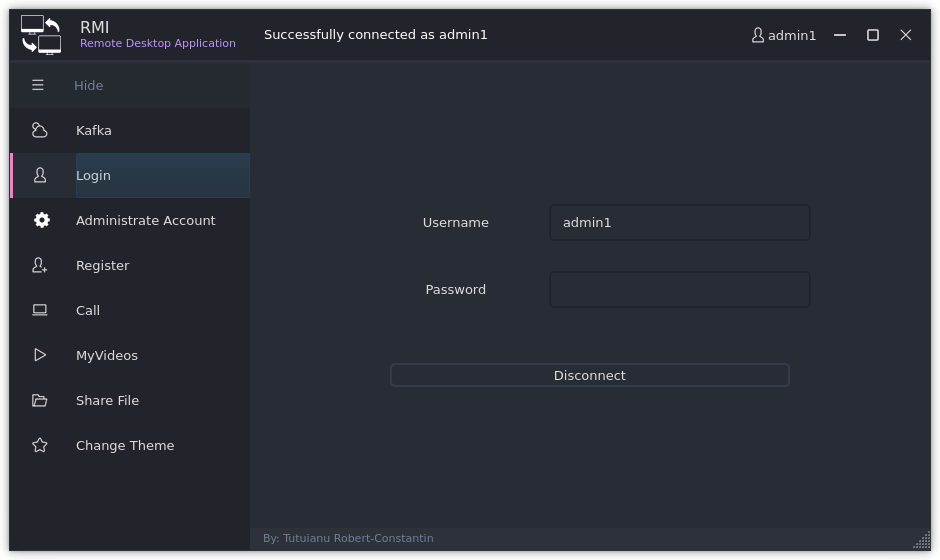 RMI
Remote Desktop Application
Successfully connected as admin1
admin1
Hide
Kafka
Login
Administrate Account
Register
Call
MyVideos
Share File
Change Theme
Username
admin1
Password
Disconnect
By: Tutuianu Robert-Constantin